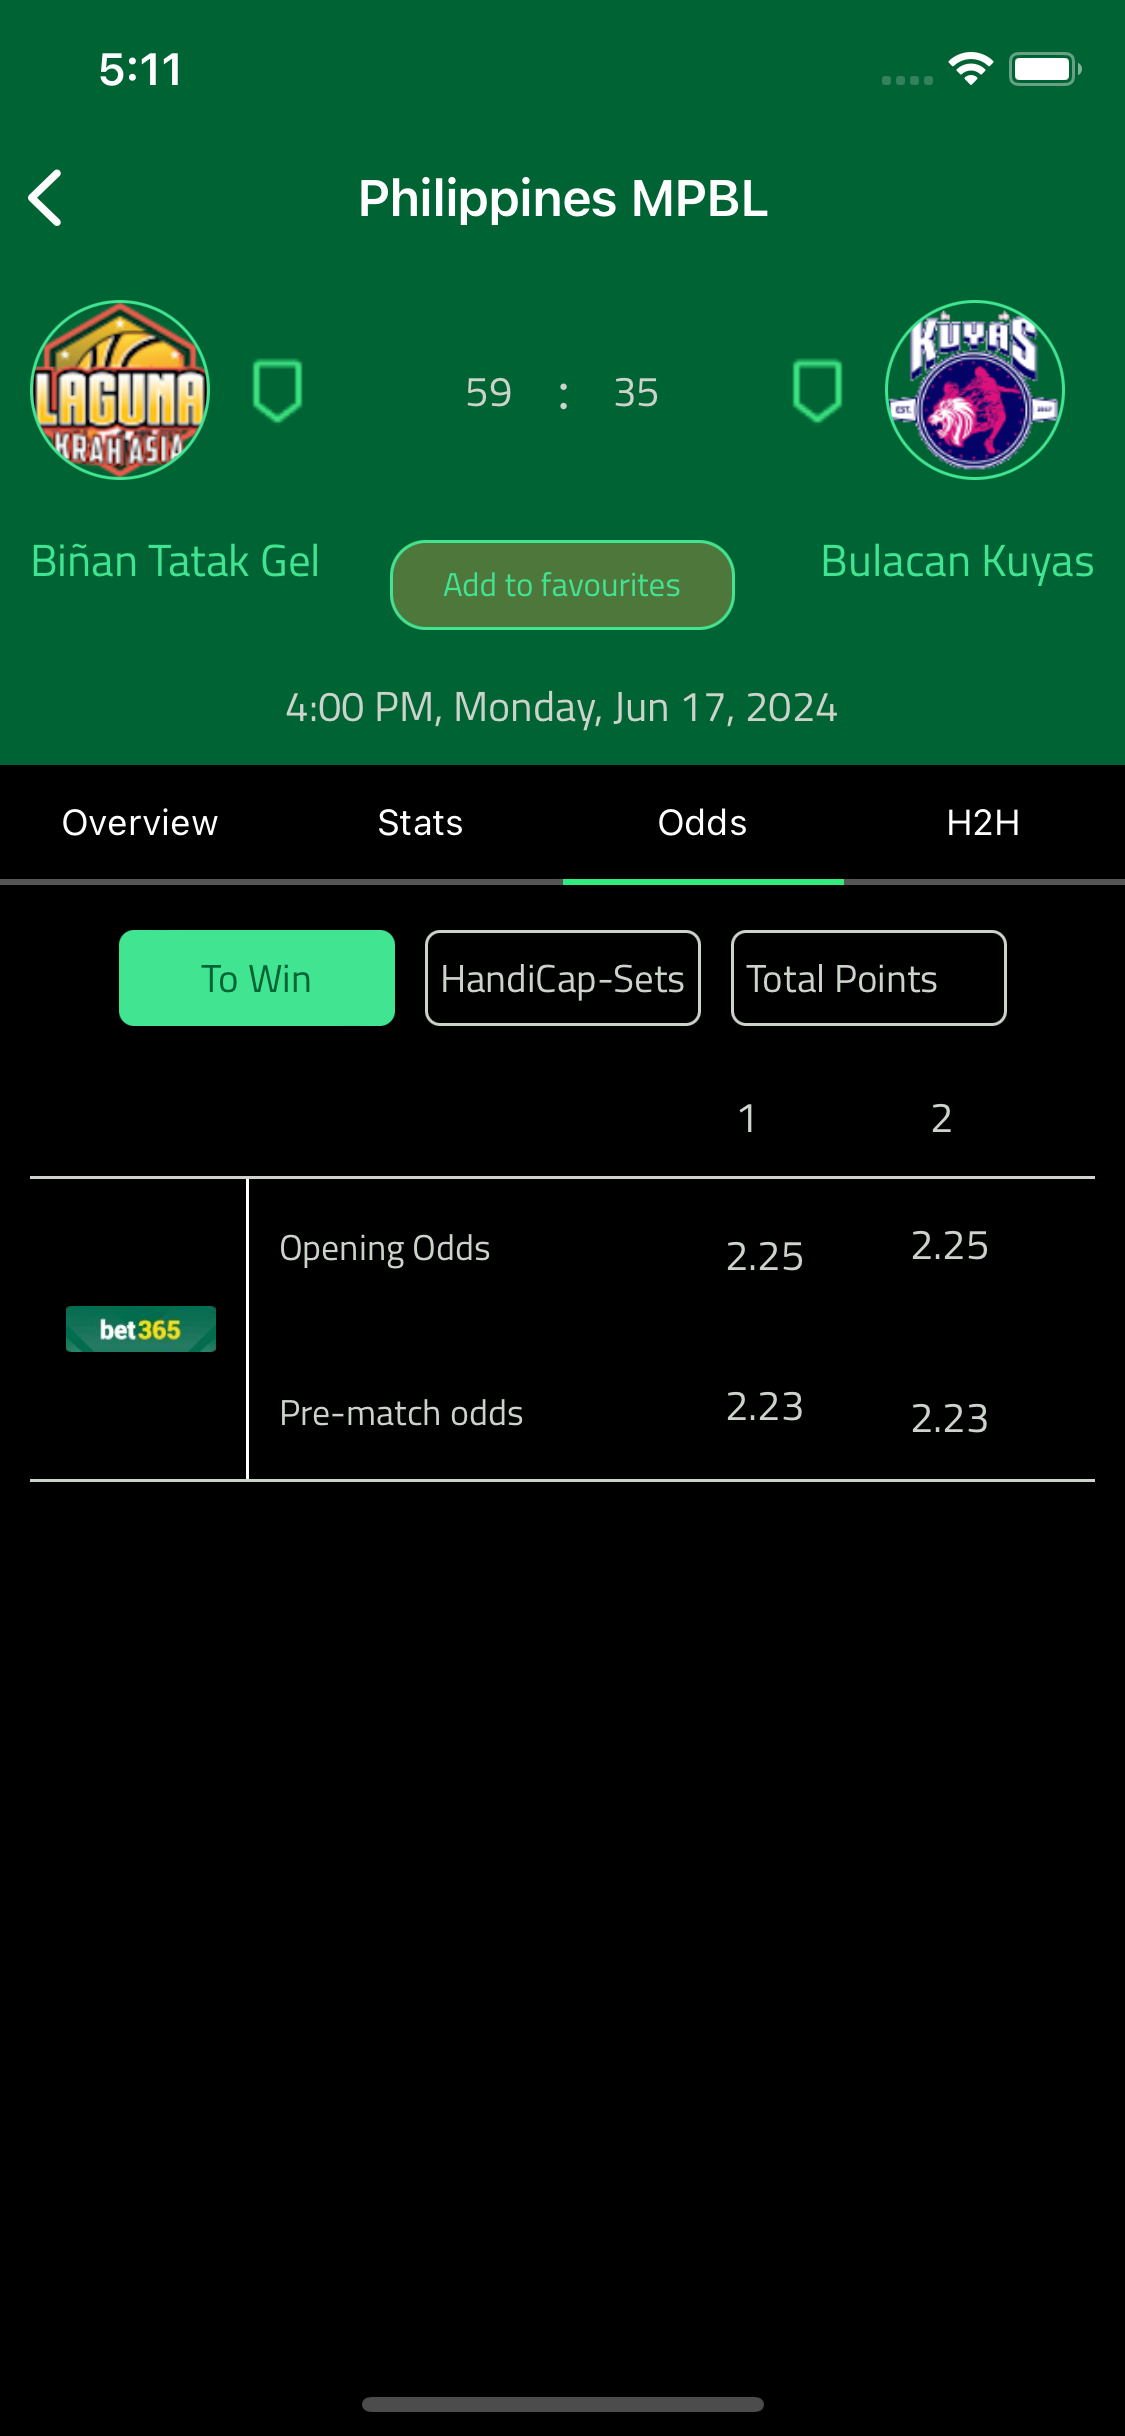 5:11
Philippines MPBL
LAGUNA
KRAH ASIA
59 : 35
KUYAS
EST.
2017
Biñan Tatak Gel
Add to favourites
Bulacan Kuyas
4:00 PM, Monday, Jun 17, 2024
Overview Stats Odds H2H
To Win HandiCap-Sets Total Points
1 2
Opening Odds 2.25 2.25
bet365
Pre-match odds 2.23 2.23